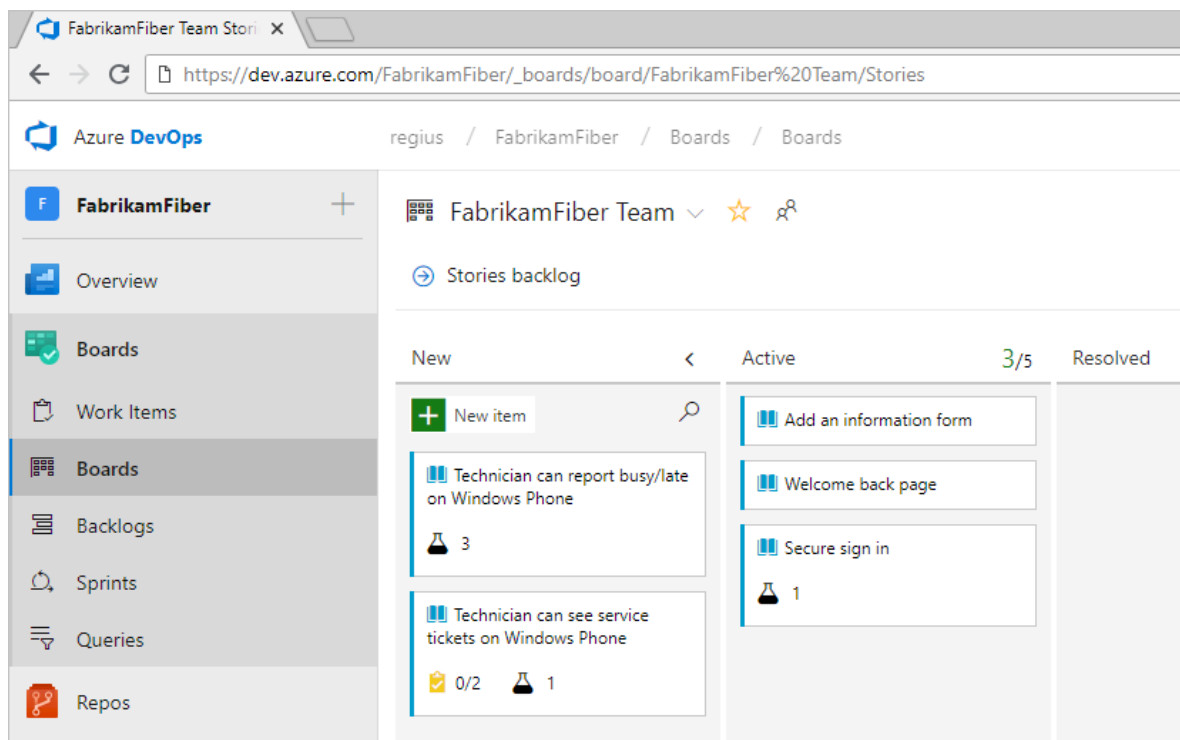 FabrikamFiber Team Stori
https://dev.azure.com/FabrikamFiber/_boards/board/FabrikamFiber%20Team/Stories
Azure DevOps
regius / FabrikamFiber / Boards / Boards
F FabrikamFiber
Overview
Boards
Work Items
Boards
Backlogs
Sprints
Queries
Repos
FabrikamFiber Team
Stories backlog
New
New item
Technician can report busy/late
on Windows Phone
3
Technician can see service
tickets on Windows Phone
0/2 1
Active 3/5
Add an information form
Welcome back page
Secure sign in
1
Resolved